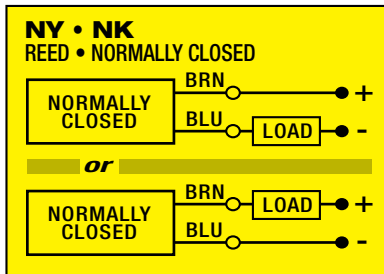 NY • NK
REED • NORMALLY CLOSED
NORMALLY
CLOSED
BRN
+
BLU
LOAD
-
or
NORMALLY
CLOSED
BRN
LOAD
+
BLU
-